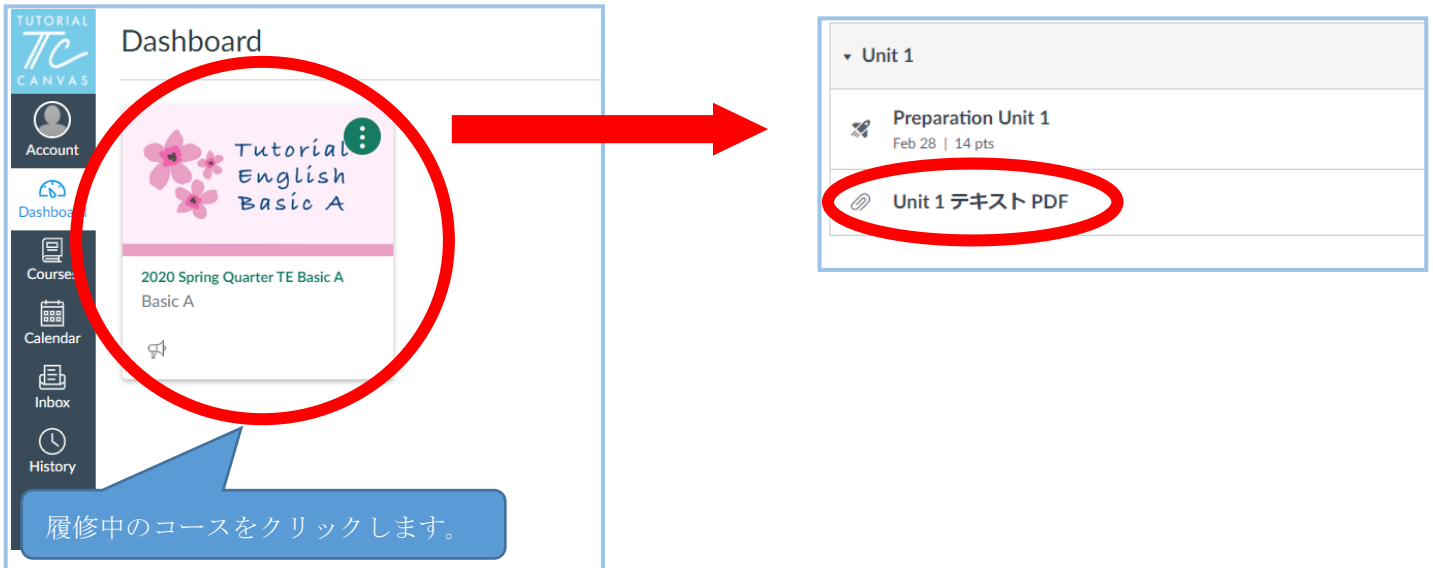 TUTORIAL
TC
CANVAS
Account
Dashboard
Courses
Calendar
Inbox
History
Dashboard
Tutorial
English
Basic A
2020 Spring Quarter TE Basic A
Basic A
履修中のコースをクリックします。
Unit 1
Preparation Unit 1
Feb 28 | 14 pts
Unit 1 テキスト PDF